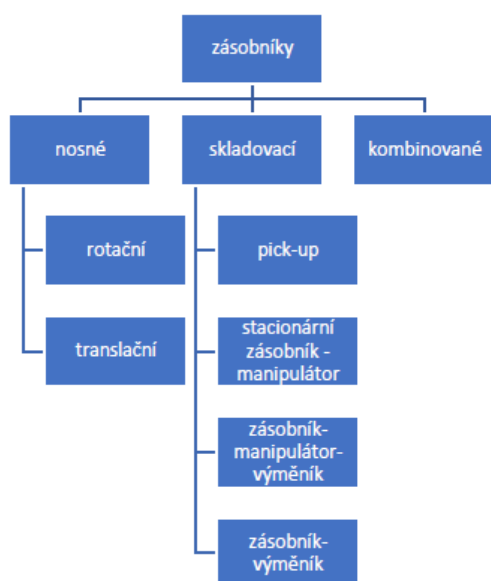 zásobníky
nosné
skladovací
kombinované
rotační
translační
pick-up
stacionární
zásobník -
manipulátor
zásobník-
manipulátor-
výměník
zásobník-
výměník